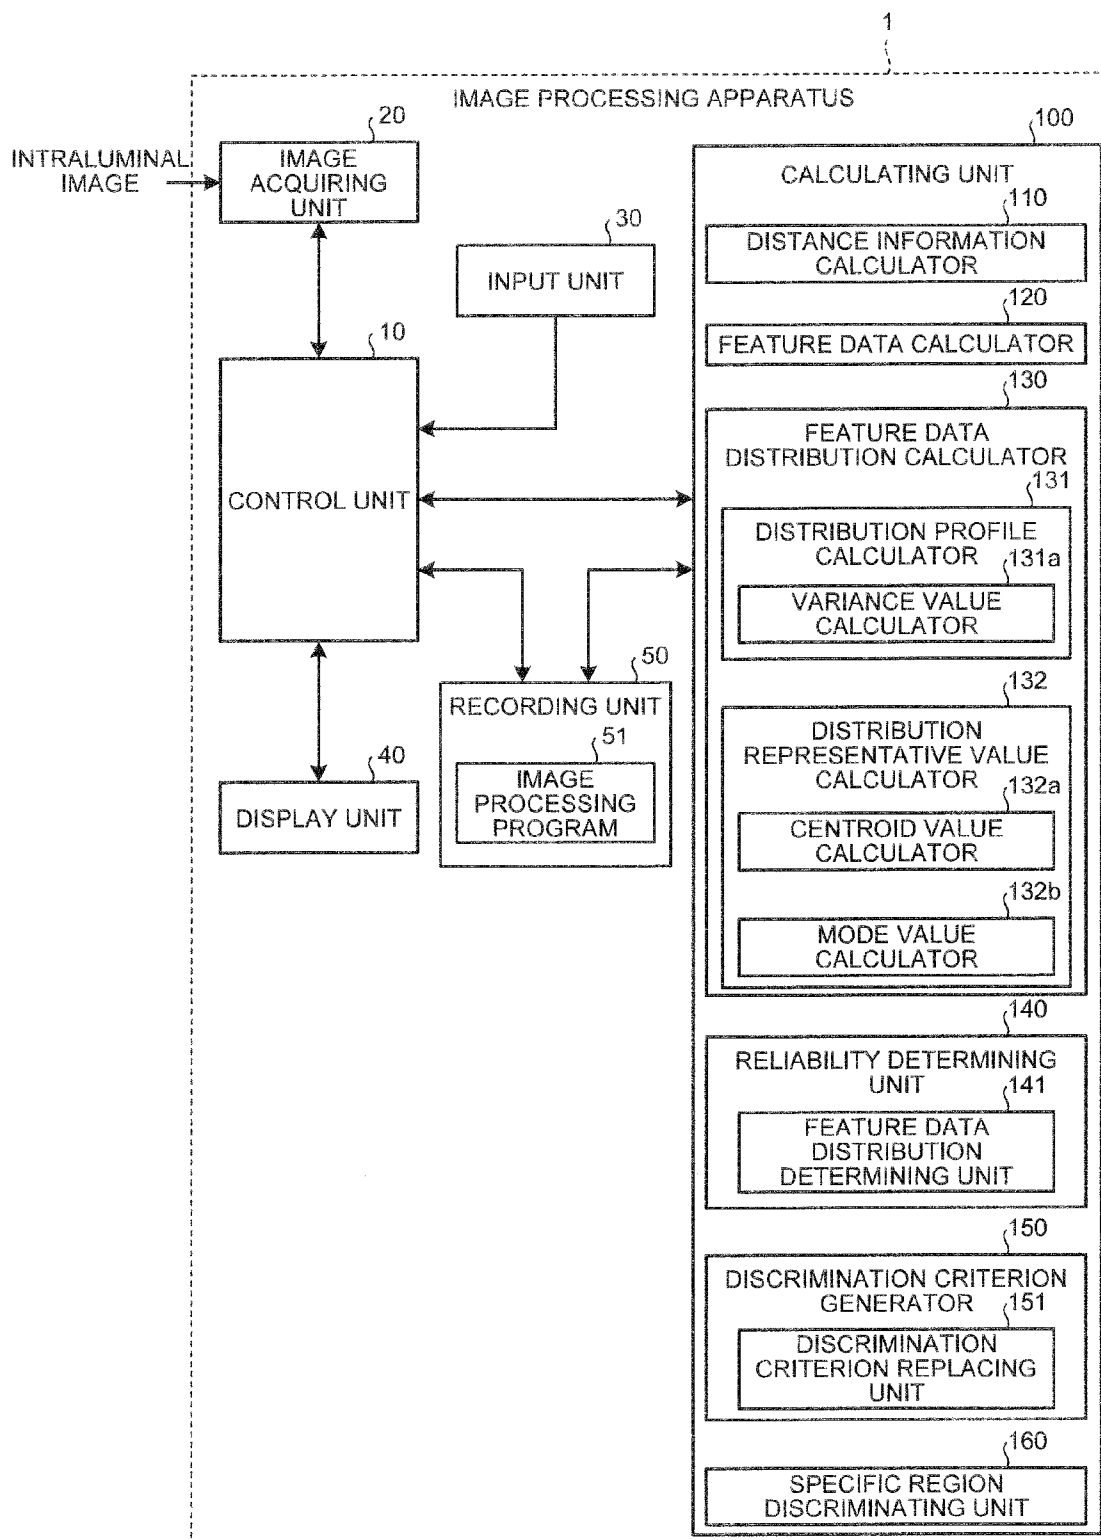 1
IMAGE PROCESSING APPARATUS
INTRALUMINAL
IMAGE
20
IMAGE
ACQUIRING
UNIT
30
INPUT UNIT
10
CONTROL UNIT
40
DISPLAY UNIT
50
RECORDING UNIT
51
IMAGE
PROCESSING
PROGRAM
100
CALCULATING UNIT
110
DISTANCE INFORMATION
CALCULATOR
120
FEATURE DATA CALCULATOR
130
FEATURE DATA
DISTRIBUTION CALCULATOR
131
DISTRIBUTION PROFILE
CALCULATOR
131a
VARIANCE VALUE
CALCULATOR
132
DISTRIBUTION
REPRESENTATIVE VALUE
CALCULATOR
132a
CENTROID VALUE
CALCULATOR
132b
MODE VALUE
CALCULATOR
140
RELIABILITY DETERMINING
UNIT
141
FEATURE DATA
DISTRIBUTION
DETERMINING UNIT
150
DISCRIMINATION CRITERION
GENERATOR
151
DISCRIMINATION
CRITERION REPLACING
UNIT
160
SPECIFIC REGION
DISCRIMINATING UNIT